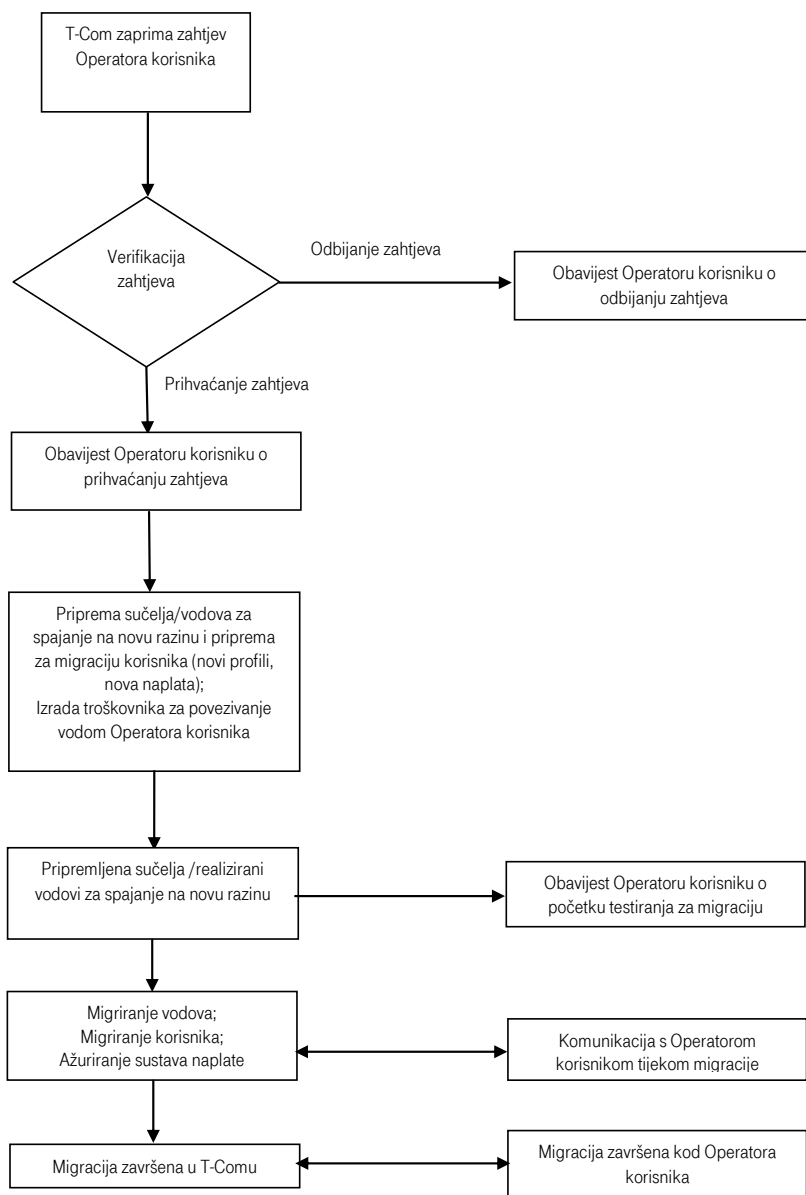 T-Com zaprima zahtjev
Operatora korisnika
Verifikacija
zahtjeva
Odbijanje zahtjeva
Obavijest Operatoru korisniku o
odbijanju zahtjeva
Prihvaćanje zahtjeva
Obavijest Operatoru korisniku o
prihvaćanju zahtjeva
Priprema sučelja/vodova za
spajanje na novu razinu i priprema
za migraciju korisnika (novi profili,
nova naplata);
Izrada troškovnika za povezivanje
vodom Operatora korisnika
Pripremljena sučelja /realizirani
vodovi za spajanje na novu razinu
Obavijest Operatoru korisniku o
početku testiranja za migraciju
Migriranje vodova;
Migriranje korisnika;
Ažuriranje sustava naplate
Komunikacija s Operatorom
korisnikom tijekom migracije
Migracija završena u T-Comu
Migracija završena kod Operatora
korisnika